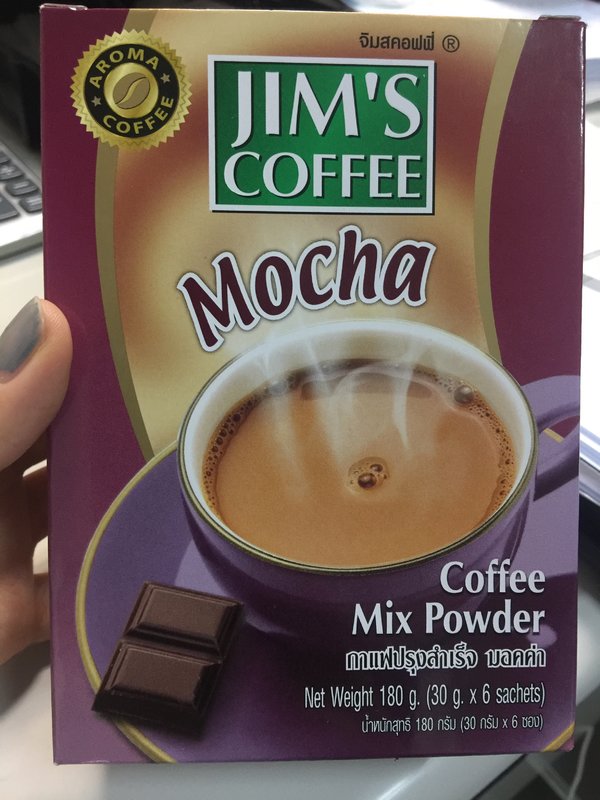 จิมสคอฟฟี่ ®
AROMA
COFFEE
JIM'S
COFFEE
Mocha
Coffee
Mix Powder
กาแฟปรุงสำเร็จ มอคค่า
Net Weight 180 g. (30 g. x 6 sachets)
น้ำหนักสุทธิ 180 กรัม (30 กรัม x 6 ซอง)